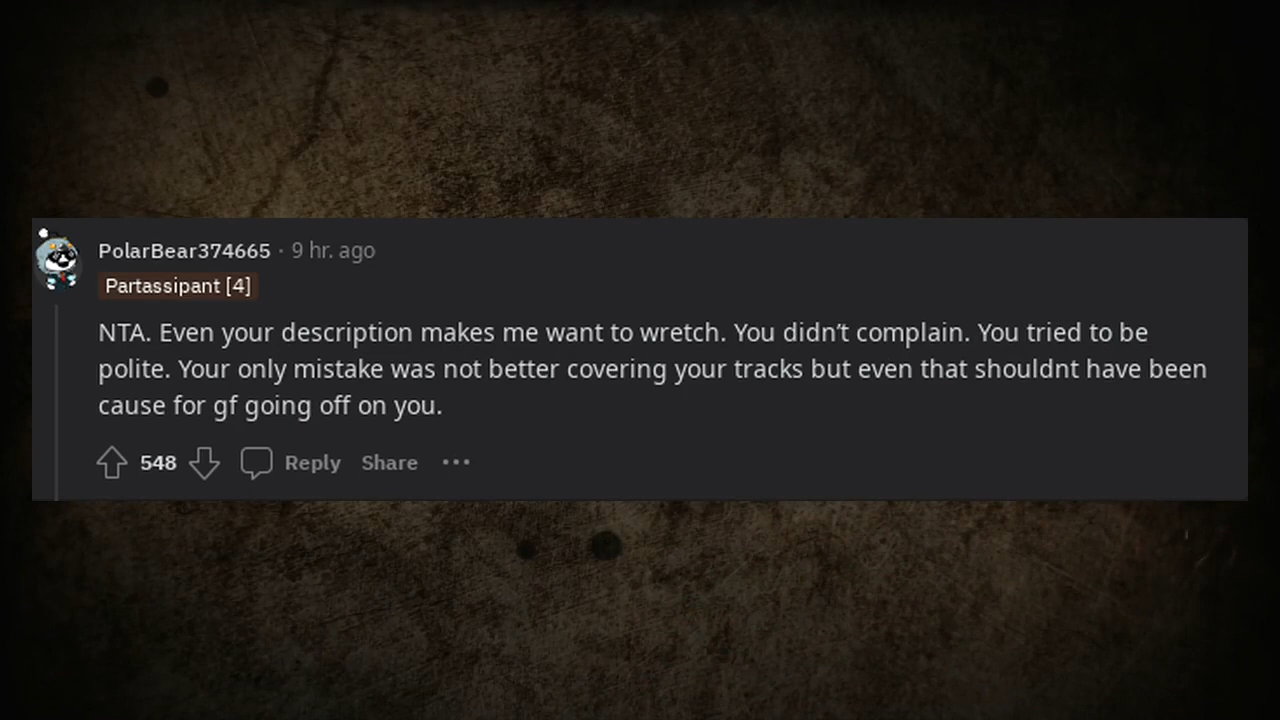 PolarBear374665 · 9 hr. ago
Partassipant [4]
NTA. Even your description makes me want to wretch. You didn’t complain. You tried to be
polite. Your only mistake was not better covering your tracks but even that shouldnt have been
cause for gf going off on you.
548 Reply Share ···